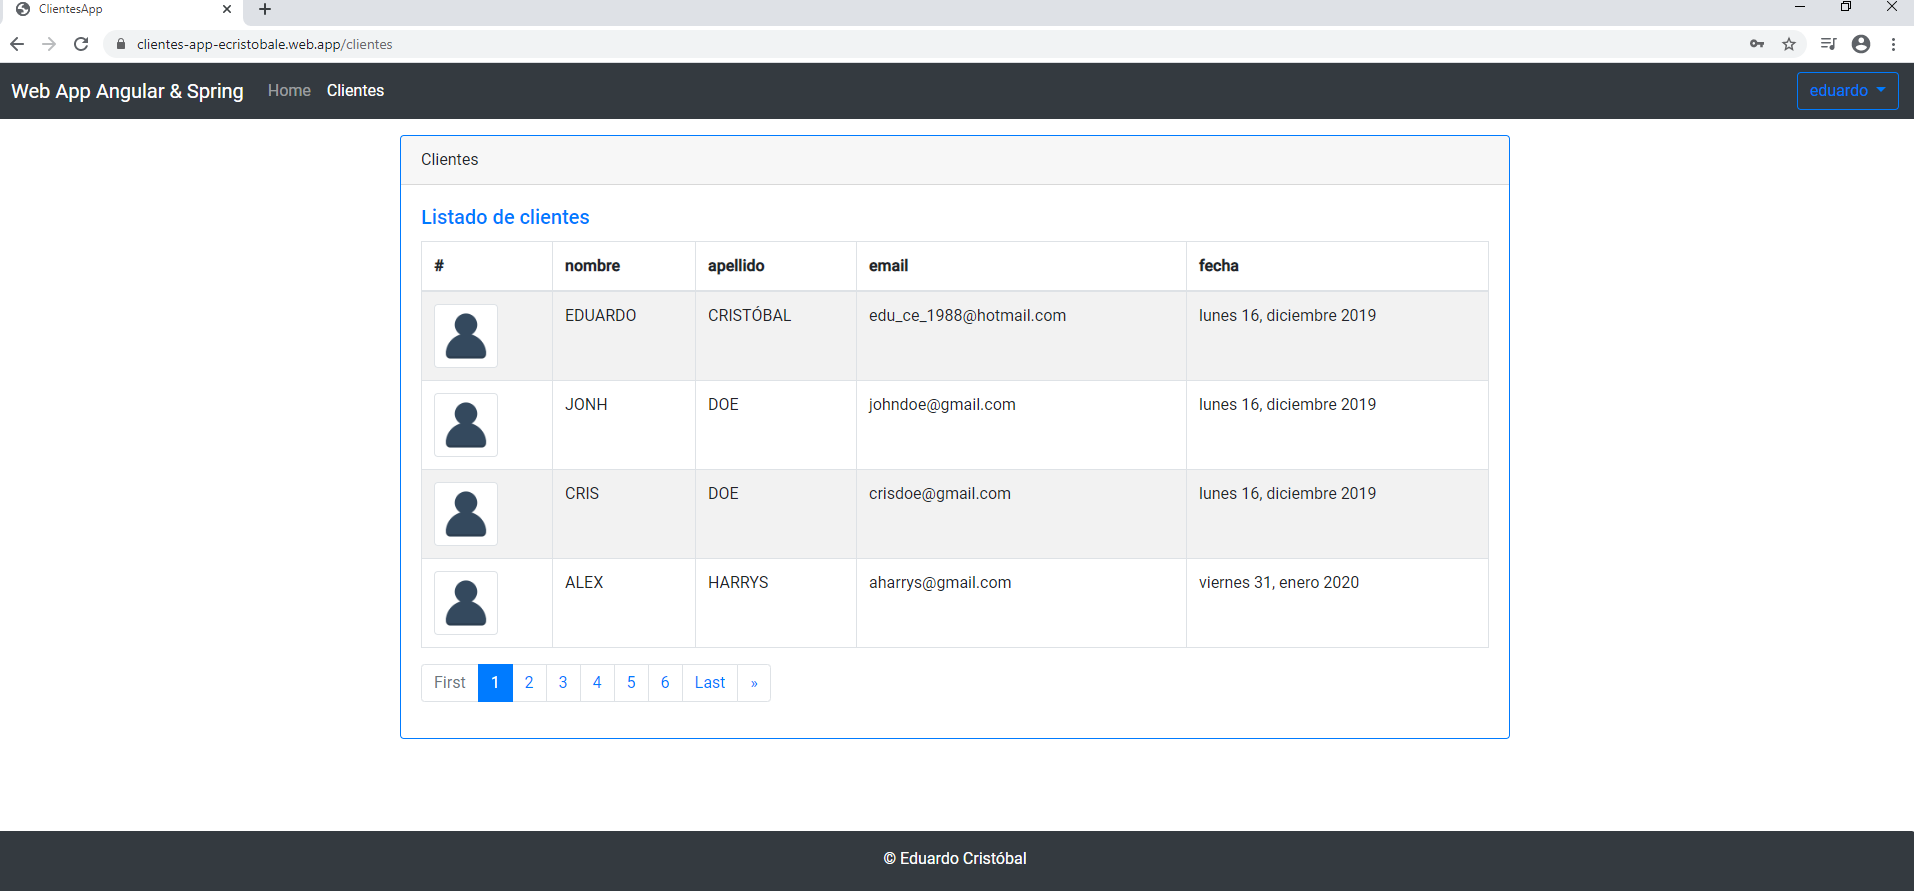 ClientesApp
clientes-app-ecristobale.web.app/clientes
Web App Angular & Spring Home Clientes eduardo
Clientes
Listado de clientes
# nombre apellido email fecha
EDUARDO CRISTÓBAL edu_ce_1988@hotmail.com lunes 16, diciembre 2019
JONH DOE johndoe@gmail.com lunes 16, diciembre 2019
CRIS DOE crisdoe@gmail.com lunes 16, diciembre 2019
ALEX HARRYS aharrys@gmail.com viernes 31, enero 2020
First 1 2 3 4 5 6 Last »
© Eduardo Cristóbal